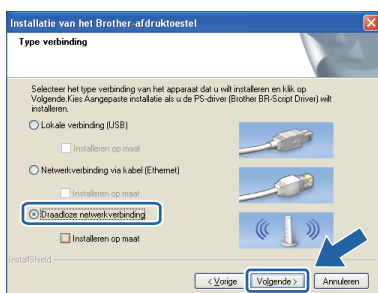 Installatie van het Brother-afdruktoestel
Type verbinding
Selecteer het type verbinding van het apparaat dat u wilt installeren en klik op
Volgende.Kies Aangepaste installatie als u de PS-driver (Brother BR-Script Driver) wilt
installeren.
Lokale verbinding (USB)
Installeren op maat
Netwerkverbinding via kabel (Ethernet)
Installeren op maat
Draadloze netwerkverbinding
Installeren op maat
InstallShield
< Vorige
Volgende >
Annuleren